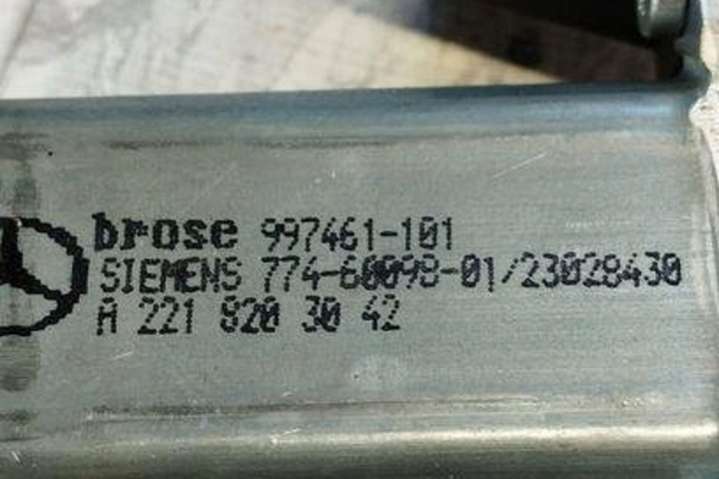 brose 997461-101
SIEMENS 774-60098-01/23028430
A 221 820 30 42